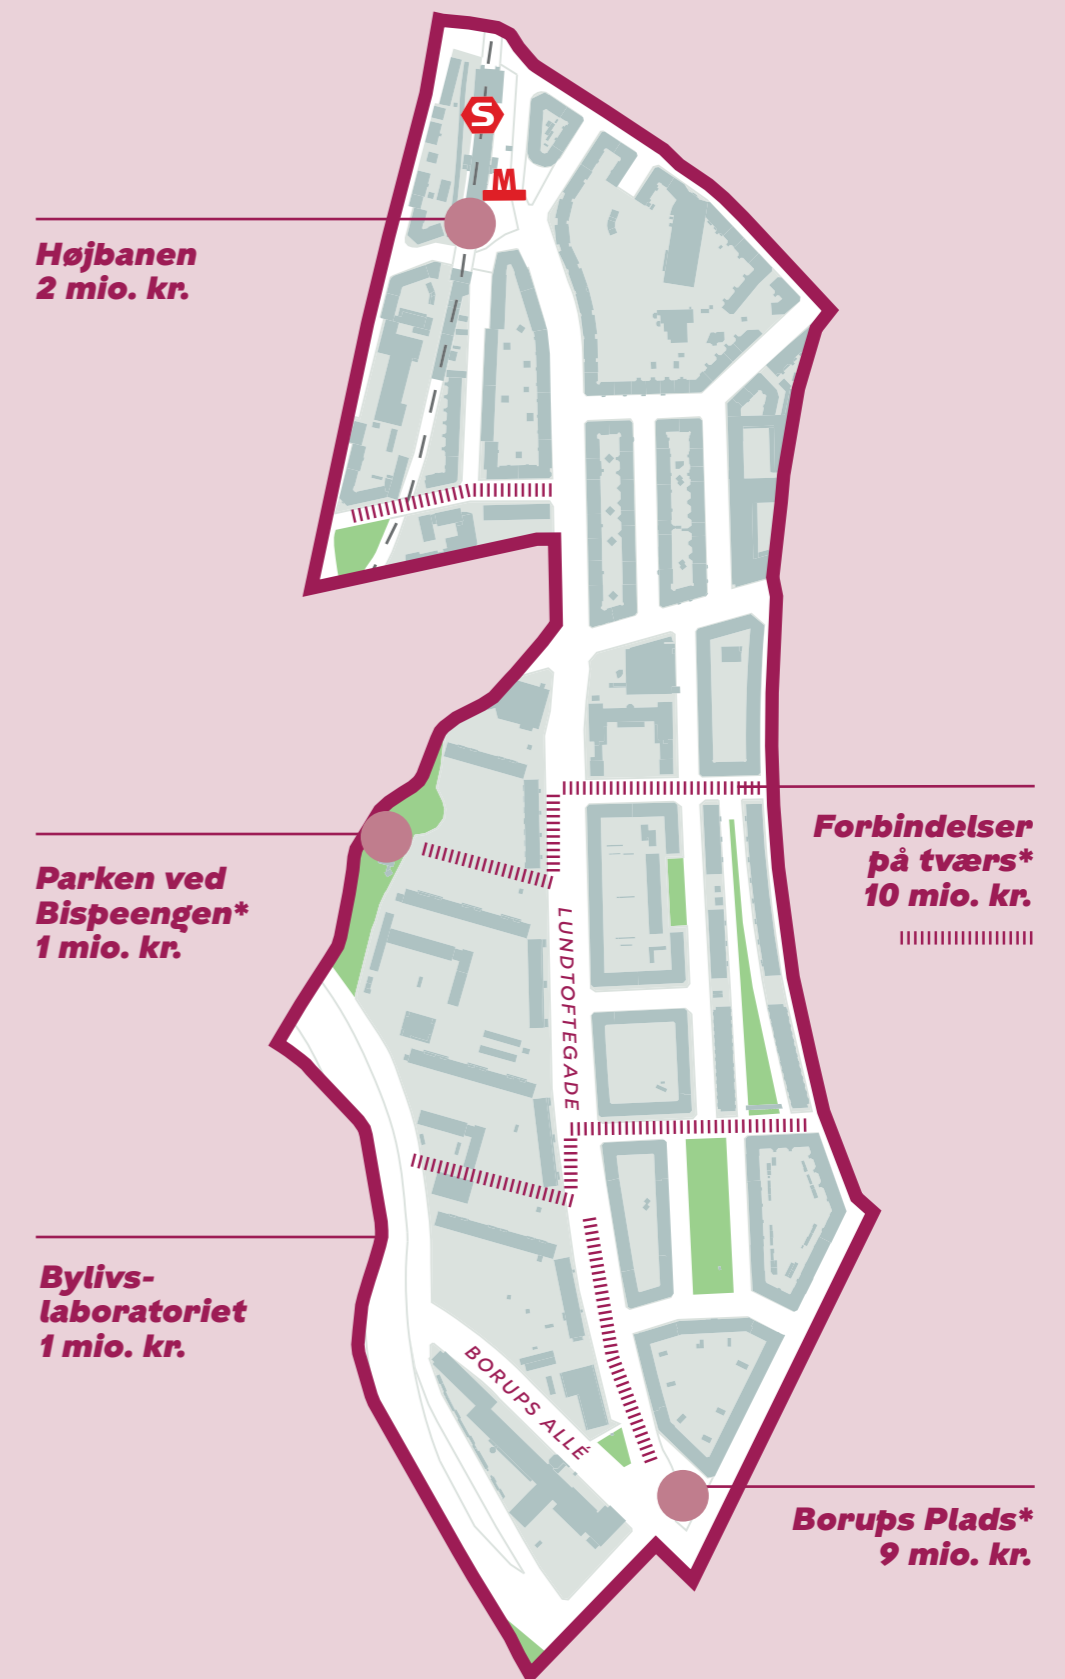 S
M
Højbanen
2 mio. kr.
Forbindelser
på tværs*
10 mio. kr.
Parken ved
Bispeengen*
1 mio. kr.
LUNDTOFTEGADE
Bylivs-
laboratoriet
1 mio. kr.
BORUPS ALLÉ
Borups Plads*
9 mio. kr.